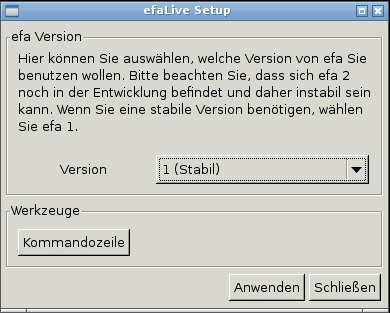 efaLive Setup
efa Version
Hier können Sie auswählen, welche Version von efa Sie
benutzen wollen. Bitte beachten Sie, dass sich efa 2
noch in der Entwicklung befindet und daher instabil sein
kann. Wenn Sie eine stabile Version benötigen, wählen
Sie efa 1.
Version
1 (Stabil)
Werkzeuge
Kommandozeile
Anwenden
Schließen